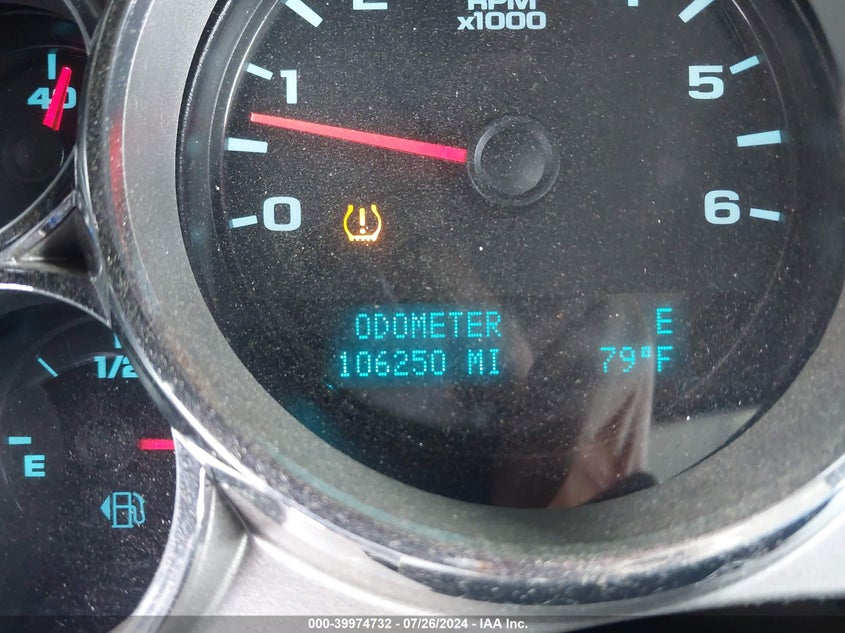 RPM
x1000
40
1
5
0
6
ODOMETER E
106250 MI 79°F
1/2
E
000-39974732 - 07/26/2024 - IAA Inc.